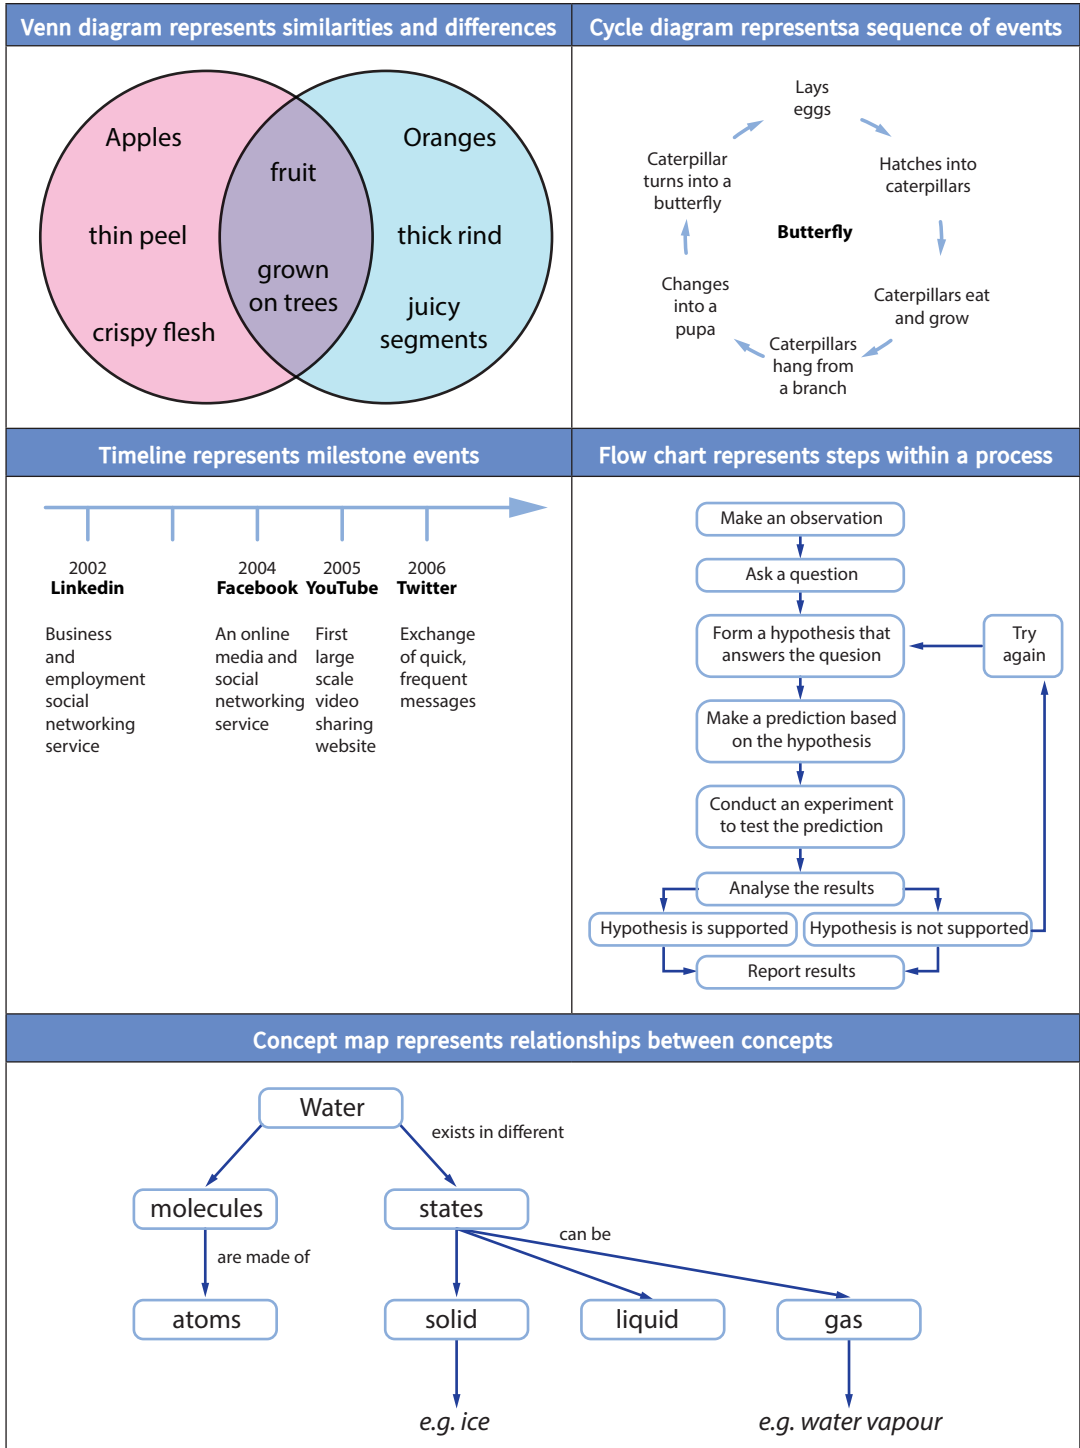 Venn diagram represents similarities and differences
Apples
thin peel
crispy flesh
fruit
grown
on trees
Oranges
thick rind
juicy
segments
Cycle diagram representsa sequence of events
Lays
eggs
Hatches into
caterpillars
Caterpillars eat
and grow
Caterpillars
hang from
a branch
Changes
into a
pupa
Caterpillar
turns into a
butterfly
Butterfly
Timeline represents milestone events
2002
Linkedin
Business
and
employment
social
networking
service
2004
Facebook
An online
media and
social
networking
service
2005
YouTube
First
large
scale
video
sharing
website
2006
Twitter
Exchange
of quick,
frequent
messages
Flow chart represents steps within a process
Make an observation
Ask a question
Form a hypothesis that
answers the quesion
Try
again
Make a prediction based
on the hypothesis
Conduct an experiment
to test the prediction
Analyse the results
Hypothesis is supported
Hypothesis is not supported
Report results
Concept map represents relationships between concepts
Water
exists in different
molecules
states
are made of
can be
atoms
solid
liquid
gas
e.g. ice
e.g. water vapour